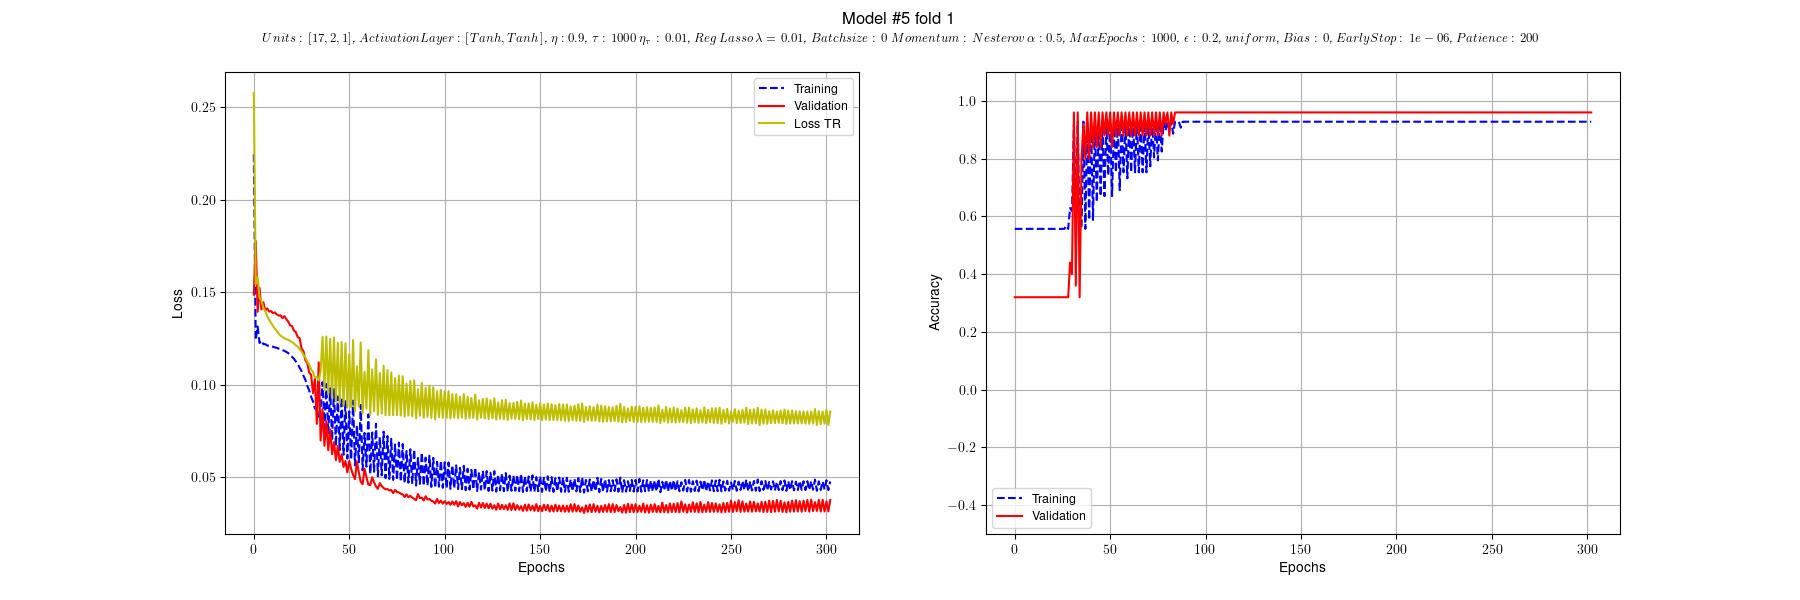 Model #5 fold 1
Units : [17, 2, 1], ActivationLayer : [Tanh, Tanh], η : 0.9, τ : 1000 ητ : 0.01, Reg Lasso λ = 0.01, Batchsize : 0 Momentum : Nesterov α : 0.5, MaxEpochs : 1000, ϵ : 0.2, uniform, Bias : 0, EarlyStop : 1e − 06, Patience : 200
Training
Validation
Loss TR
0.25
0.20
0.15
0.10
0.05
Loss
0 50 100 150 200 250 300
Epochs
1.0
0.8
0.6
0.4
0.2
0.0
−0.2
−0.4
Accuracy
Training
Validation
0 50 100 150 200 250 300
Epochs